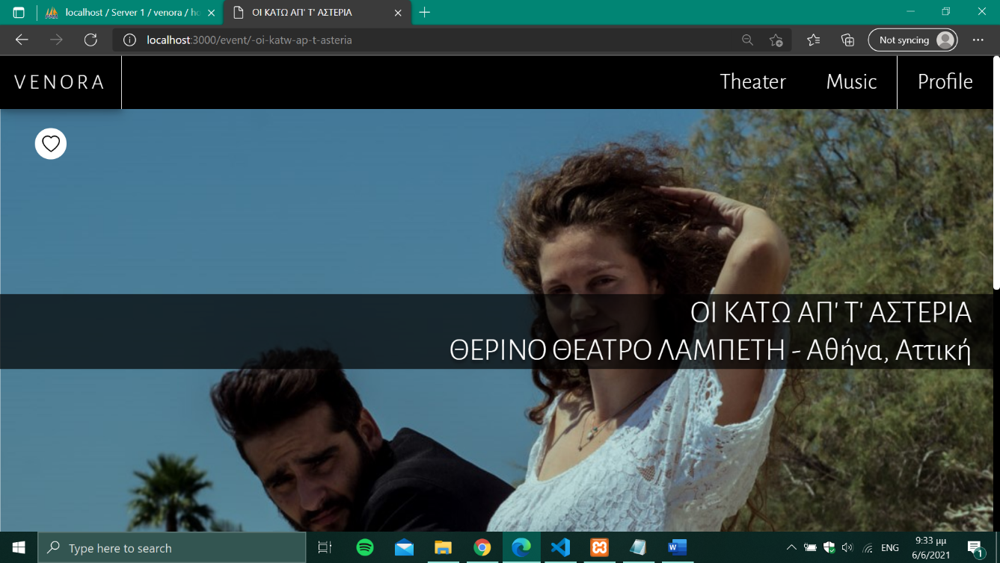 localhost / Server 1 / venora / ho
ΟΙ ΚΑΤΩ ΑΠ' Τ' ΑΣΤΕΡΙΑ
localhost:3000/event/-oi-katw-ap-t-asteria
Not syncing
VENORA
Theater
Music
Profile
ΟΙ ΚΑΤΩ ΑΠ' Τ' ΑΣΤΕΡΙΑ
ΘΕΡΙΝΟ ΘΕΑΤΡΟ ΛΑΜΠΕΤΗ - Αθήνα, Αττική
Type here to search
ENG
9:33 μμ
6/6/2021
1